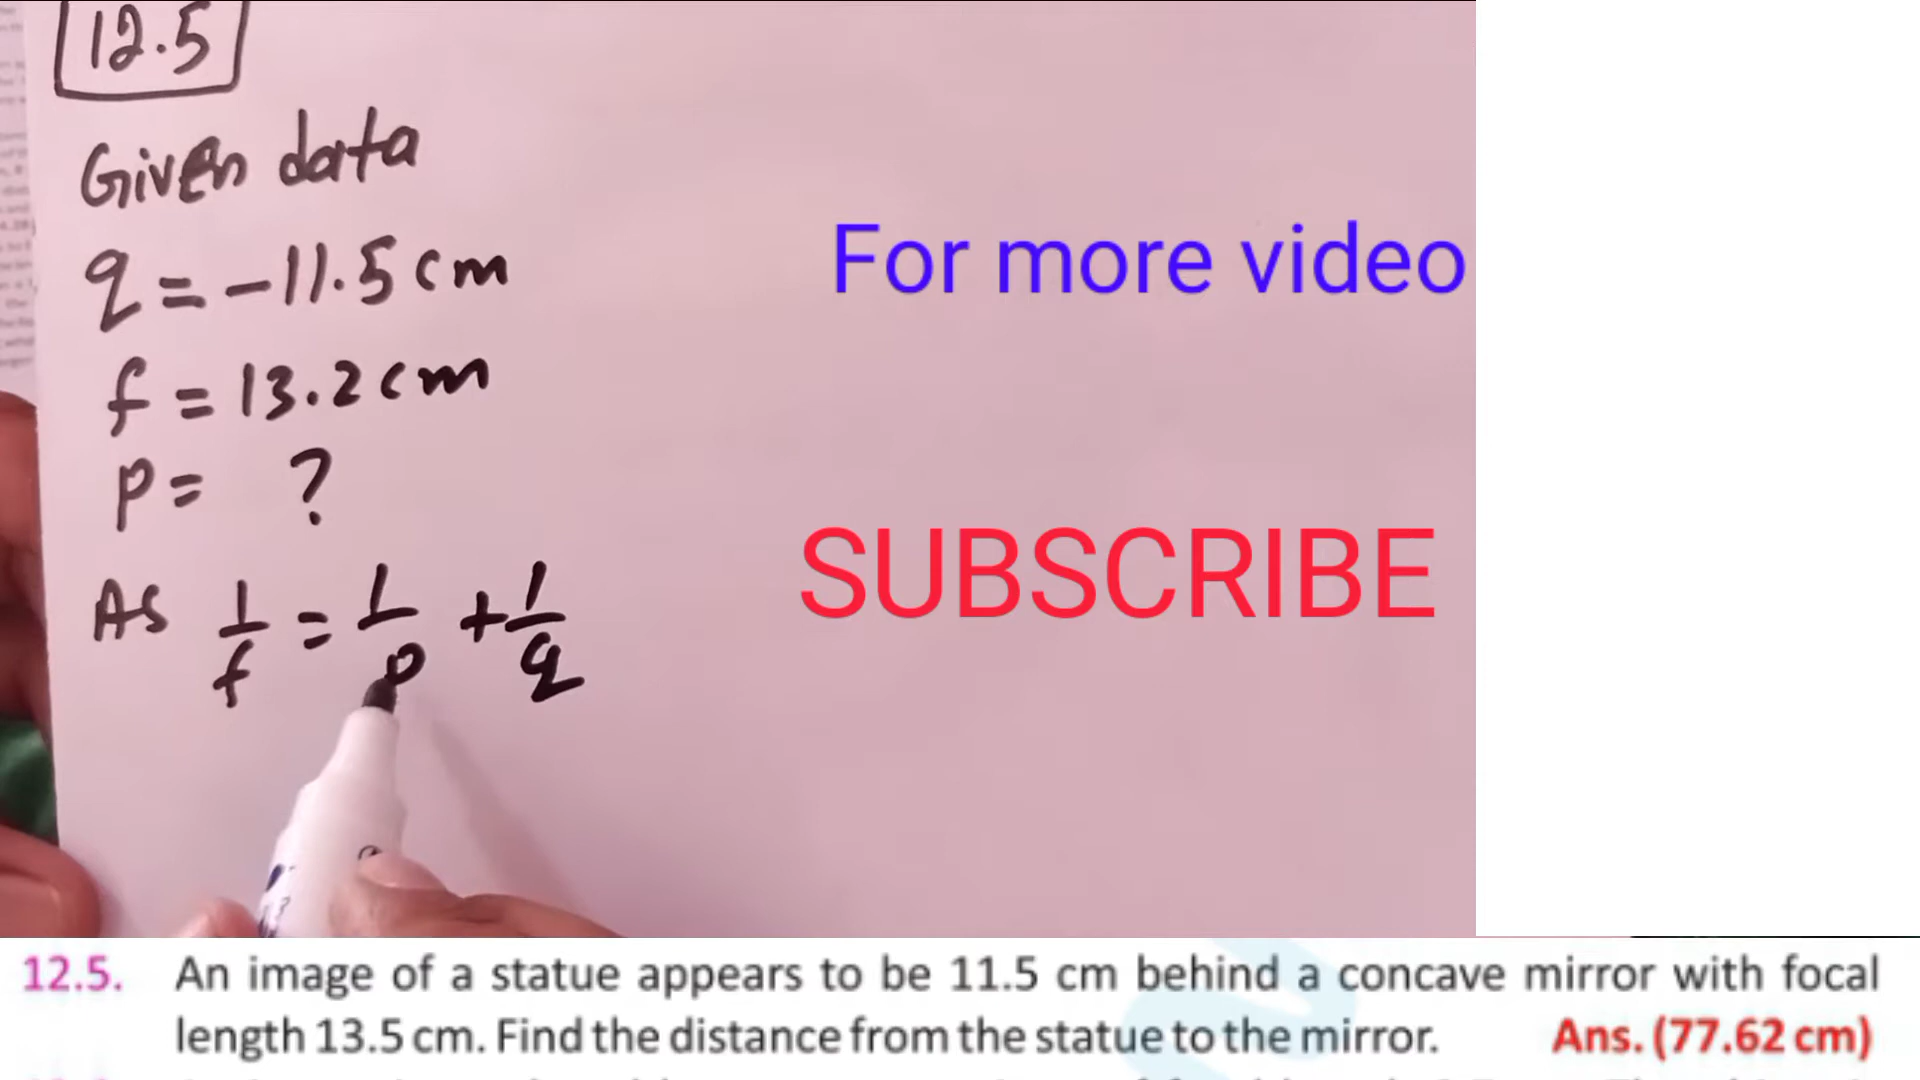 12.5
Given data
q = -11.5 cm
f = 13.2 cm
p = ?
As 1/f = 1/p + 1/q
For more video
SUBSCRIBE
12.5. An image of a statue appears to be 11.5 cm behind a concave mirror with focal
length 13.5 cm. Find the distance from the statue to the mirror. Ans. (77.62 cm)